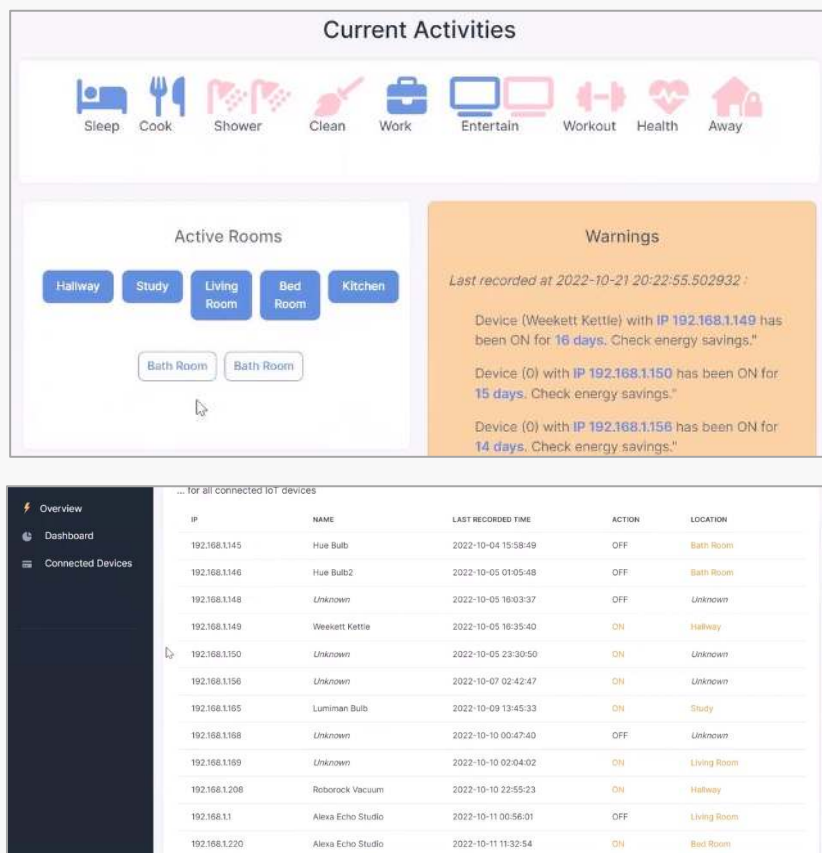 Current Activities
Sleep Cook Shower Clean Work Entertain Workout Health Away
Active Rooms
Hallway Study Living Room Bed Room Kitchen
Bath Room Bath Room
Warnings
Last recorded at 2022-10-21 20:22:55.502932 :
Device (Weekett Kettle) with IP 192.168.1.149 has
been ON for 16 days. Check energy savings."
Device (0) with IP 192.168.1.150 has been ON for
15 days. Check energy savings."
Device (0) with IP 192.168.1.156 has been ON for
14 days. Check energy savings."
Overview
Dashboard
Connected Devices
... for all connected IoT devices
IP NAME LAST RECORDED TIME ACTION LOCATION
192.168.1.145 Hue Bulb 2022-10-04 15:58:49 OFF Bath Room
192.168.1.146 Hue Bulb2 2022-10-05 01:05:48 OFF Bath Room
192.168.1.148 Unknown 2022-10-05 16:03:37 OFF Unknown
192.168.1.149 Weekett Kettle 2022-10-05 16:35:40 ON Hallway
192.168.1.150 Unknown 2022-10-05 23:30:50 ON Unknown
192.168.1.156 Unknown 2022-10-07 02:42:47 ON Unknown
192.168.1.165 Lumiman Bulb 2022-10-09 13:45:33 ON Study
192.168.1.168 Unknown 2022-10-10 00:47:40 OFF Unknown
192.168.1.169 Unknown 2022-10-10 02:04:02 ON Living Room
192.168.1.208 Roborock Vacuum 2022-10-10 22:55:23 ON Hallway
192.168.1.1 Alexa Echo Studio 2022-10-11 00:56:01 OFF Living Room
192.168.1.220 Alexa Echo Studio 2022-10-11 11:32:54 ON Bed Room